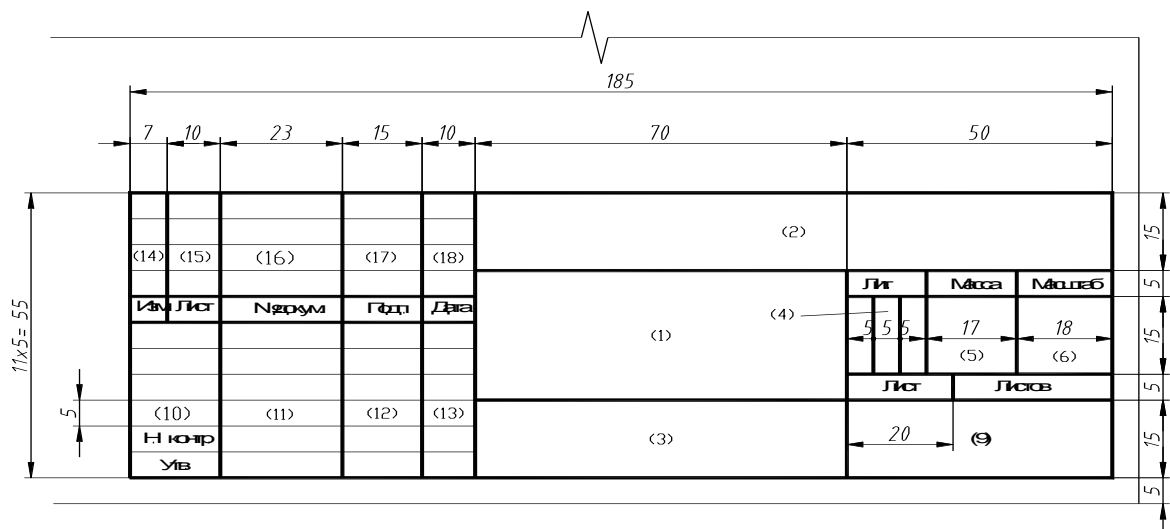 185
7 10 23 15 10 70 50
(2) 15
(14) (15) (16) (17) (18)
Лит Масса Масштаб 5
Изм Лист № докум. Подп. Дата
11x5= 55
(4) (1) 5 5 5 17 18 15
(5) (6)
Лист Листов 5
5 (10) (11) (12) (13)
Н. контр (3) 20 (9) 15
Утв
5